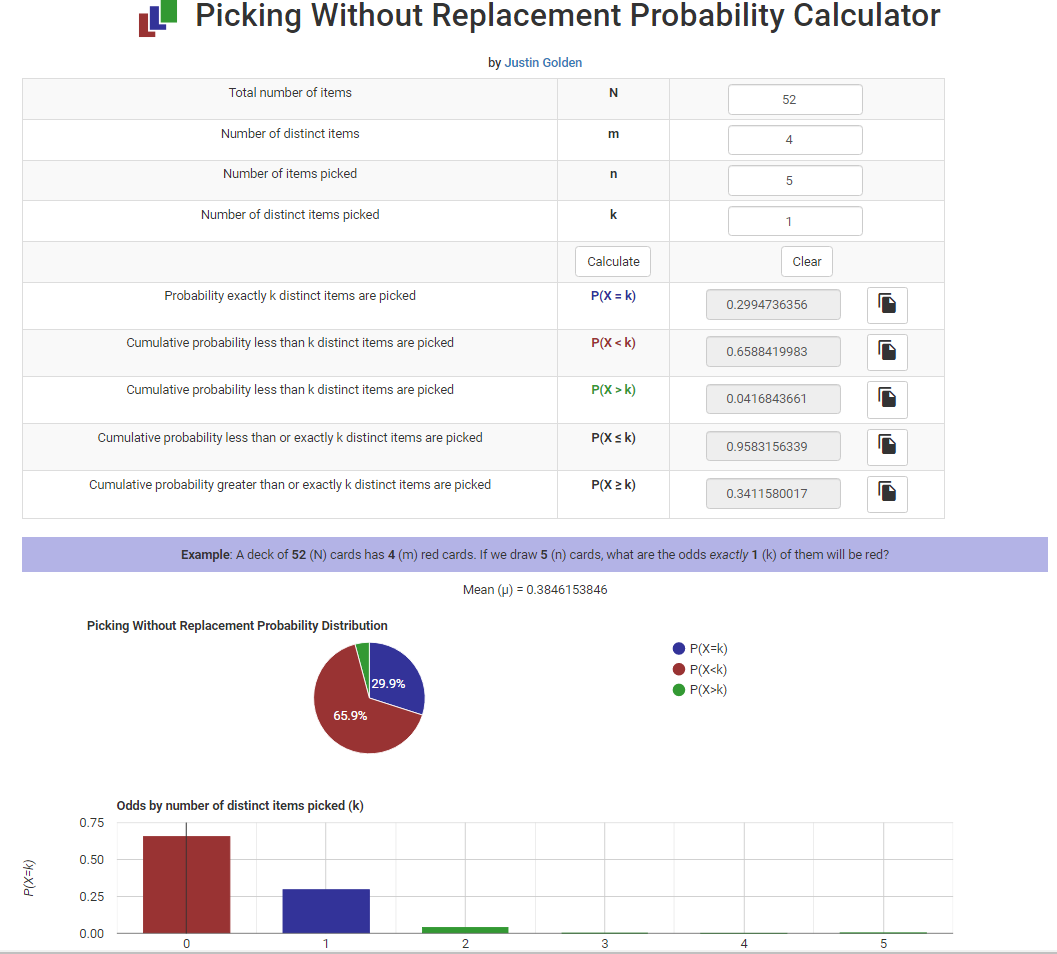 Picking Without Replacement Probability Calculator
by Justin Golden
Total number of items N 52
Number of distinct items m 4
Number of items picked n 5
Number of distinct items picked k 1
Calculate Clear
Probability exactly k distinct items are picked P(X = k) 0.2994736356
Cumulative probability less than k distinct items are picked P(X < k) 0.6588419983
Cumulative probability less than k distinct items are picked P(X > k) 0.0416843661
Cumulative probability less than or exactly k distinct items are picked P(X ≤ k) 0.9583156339
Cumulative probability greater than or exactly k distinct items are picked P(X ≥ k) 0.3411580017
Example: A deck of 52 (N) cards has 4 (m) red cards. If we draw 5 (n) cards, what are the odds exactly 1 (k) of them will be red?
Mean (μ) = 0.3846153846
Picking Without Replacement Probability Distribution
29.9%
65.9%
P(X=k)
P(X<k)
P(X>k)
Odds by number of distinct items picked (k)
P(X=k)
0.75
0.50
0.25
0.00
0 1 2 3 4 5